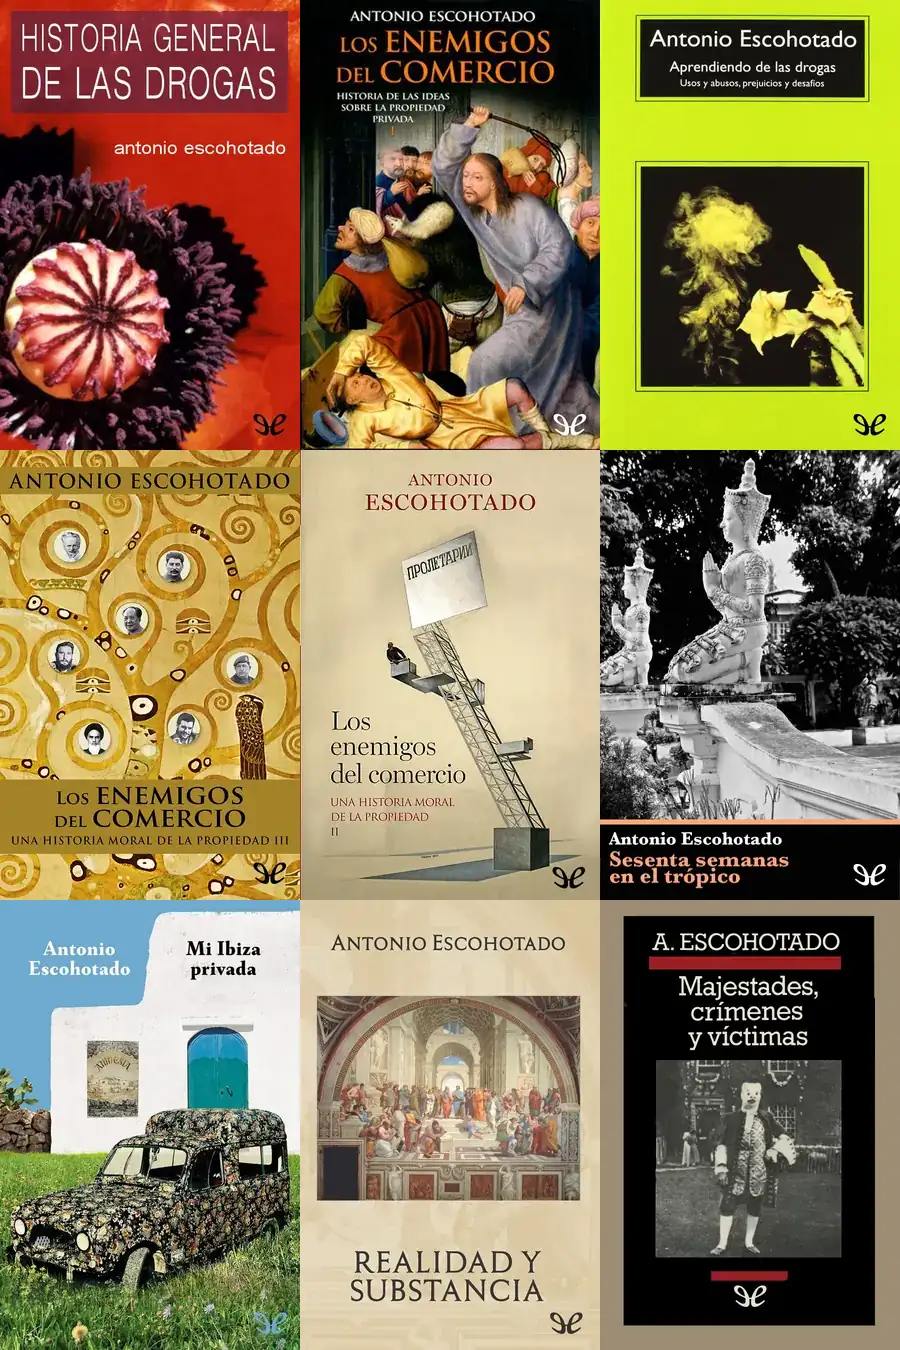 HISTORIA GENERAL
DE LAS DROGAS
antonio escohotado
ANTONIO ESCOHOTADO
LOS ENEMIGOS
DEL COMERCIO
HISTORIA DE LAS IDEAS
SOBRE LA PROPIEDAD
PRIVADA
I
Antonio Escohotado
Aprendiendo de las drogas
Usos y abusos, prejuicios y desafíos
ANTONIO ESCOHOTADO
LOS ENEMIGOS
DEL COMERCIO
UNA HISTORIA MORAL DE LA PROPIEDAD III
ANTONIO
ESCOHOTADO
ПРОЛЕТАРИИ
Los
enemigos
del comercio
UNA HISTORIA MORAL
DE LA PROPIEDAD
II
Antonio Escohotado
Sesenta semanas
en el trópico
Antonio
Escohotado
Mi Ibiza
privada
AMNESIA
ANTONIO ESCOHOTADO
REALIDAD Y
SUBSTANCIA
A. ESCOHOTADO
Majestades,
crímenes
y víctimas